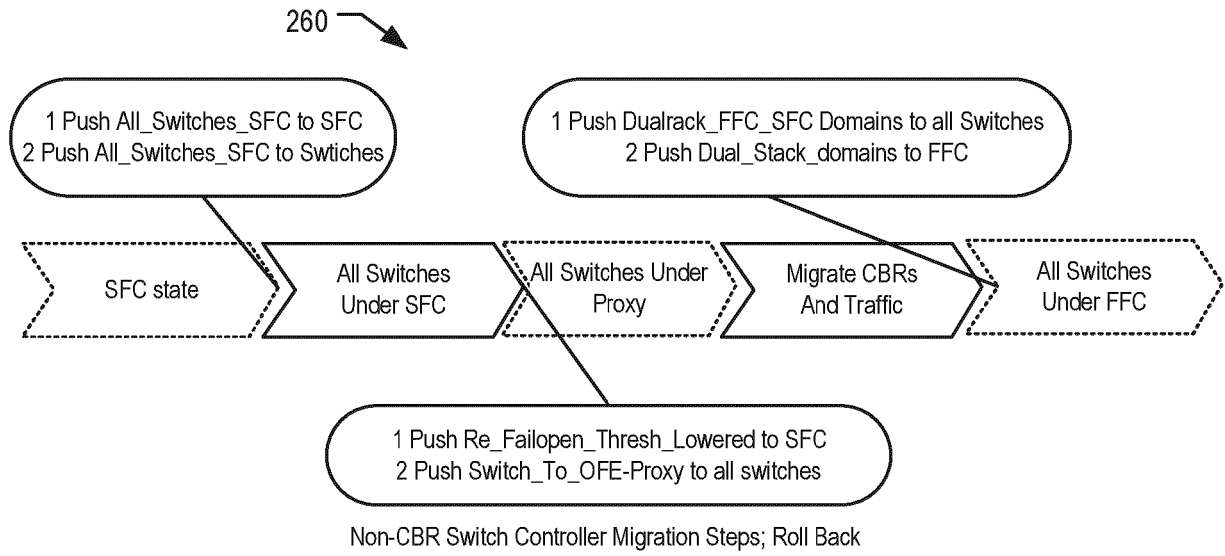 260
1 Push All_Switches_SFC to SFC
2 Push All_Switches_SFC to Swtiches
1 Push Dualrack_FFC_SFC Domains to all Switches
2 Push Dual_Stack_domains to FFC
SFC state
All Switches
Under SFC
All Switches Under
Proxy
Migrate CBRs
And Traffic
All Switches
Under FFC
1 Push Re_Failopen_Thresh_Lowered to SFC
2 Push Switch_To_OFE-Proxy to all switches
Non-CBR Switch Controller Migration Steps; Roll Back